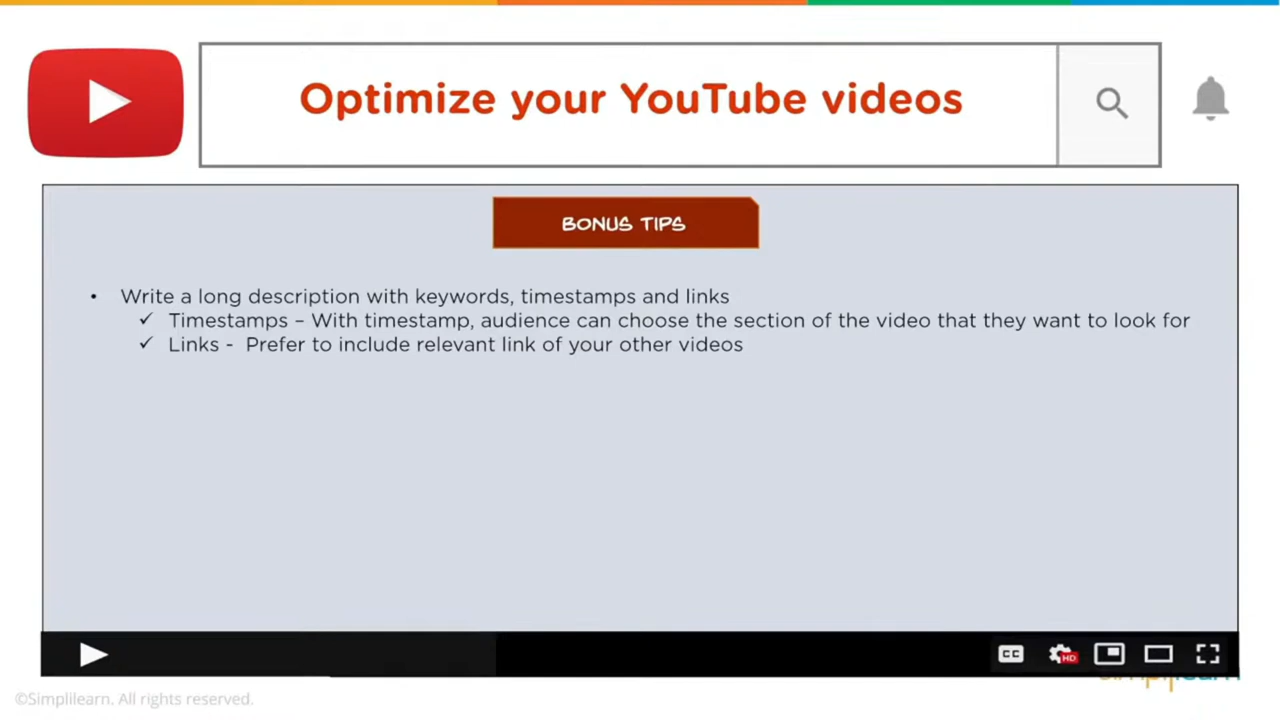 Optimize your YouTube videos
BONUS TIPS
• Write a long description with keywords, timestamps and links
✓ Timestamps – With timestamp, audience can choose the section of the video that they want to look for
✓ Links - Prefer to include relevant link of your other videos
CC
HD
©Simplilearn. All rights reserved.